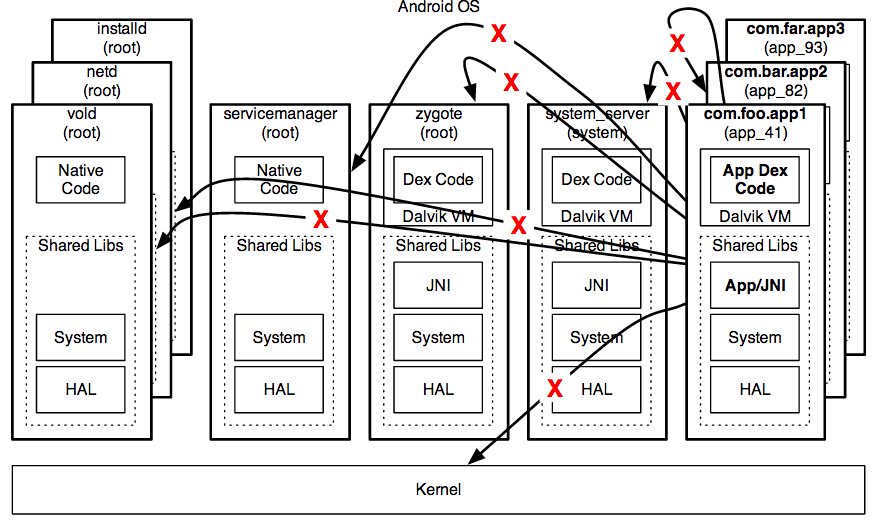 Android OS
installd
(root)
netd
(root)
vold
(root)
Native
Code
Shared Libs
System
HAL
servicemanager
(root)
Native
Code
Shared Libs
System
HAL
zygote
(root)
Dex Code
Dalvik VM
Shared Libs
JNI
System
HAL
system_server
(system)
Dex Code
Dalvik VM
Shared Libs
JNI
System
HAL
com.far.app3
(app_93)
com.bar.app2
(app_82)
com.foo.app1
(app_41)
App Dex
Code
Dalvik VM
Shared Libs
App/JNI
System
HAL
X
X
X
X
X
X
X
Kernel